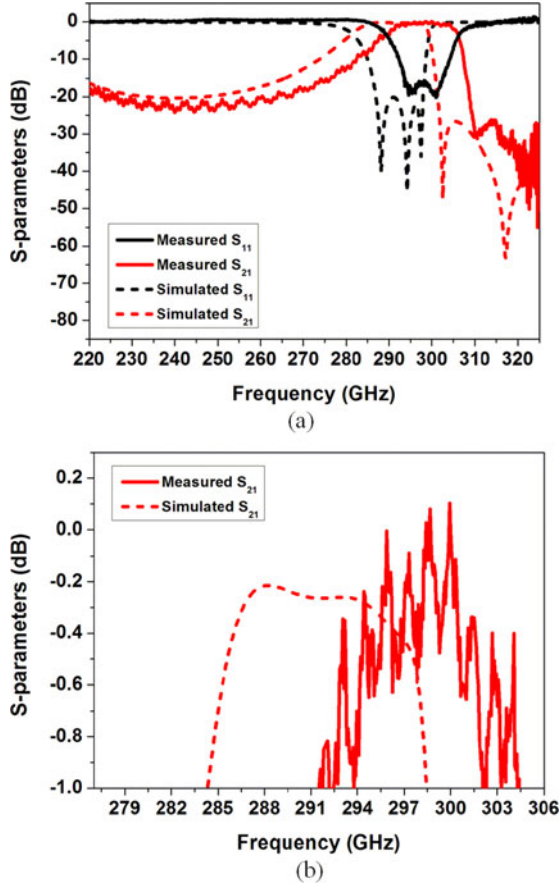 0
-10
-20
-30
-40
-50
-60
-70
-80
S-parameters (dB)
Measured S11
Measured S21
Simulated S11
Simulated S21
220 230 240 250 260 270 280 290 300 310 320
Frequency (GHz)
(a)
0.2
0.0
-0.2
-0.4
-0.6
-0.8
-1.0
S-parameters (dB)
Measured S21
Simulated S21
279 282 285 288 291 294 297 300 303 306
Frequency (GHz)
(b)